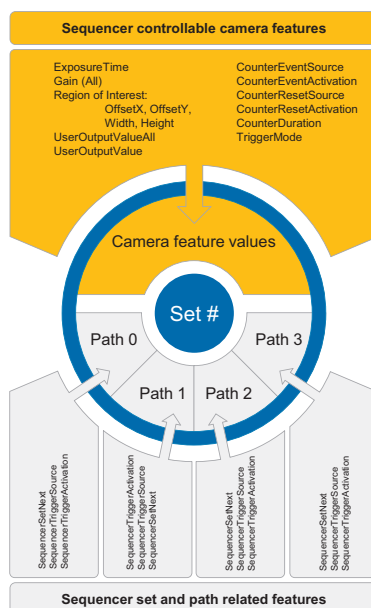 Sequencer controllable camera features
ExposureTime
Gain (All)
Region of Interest:
OffsetX, OffsetY,
Width, Height
UserOutputValueAll
UserOutputValue
CounterEventSource
CounterEventActivation
CounterResetSource
CounterResetActivation
CounterDuration
TriggerMode
Camera feature values
Set #
Path 0
Path 1
Path 2
Path 3
SequencerSetNext
SequencerTriggerSource
SequencerTriggerActivation
SequencerTriggerActivation
SequencerTriggerSource
SequencerSetNext
SequencerSetNext
SequencerTriggerSource
SequencerTriggerActivation
SequencerSetNext
SequencerTriggerSource
SequencerTriggerActivation
Sequencer set and path related features